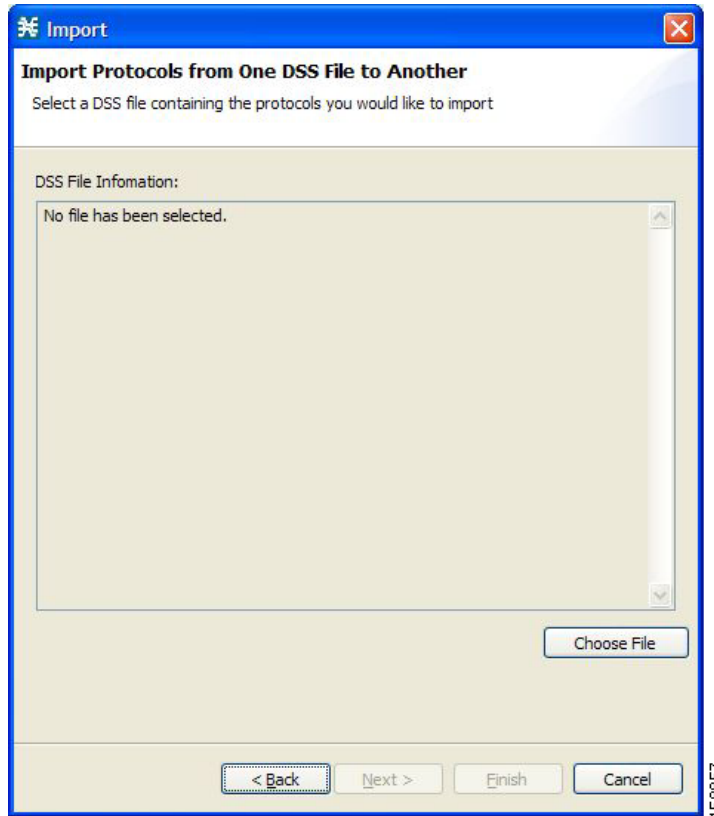 Import
Import Protocols from One DSS File to Another
Select a DSS file containing the protocols you would like to import
DSS File Infomation:
No file has been selected.
Choose File
< Back
Next >
Finish
Cancel